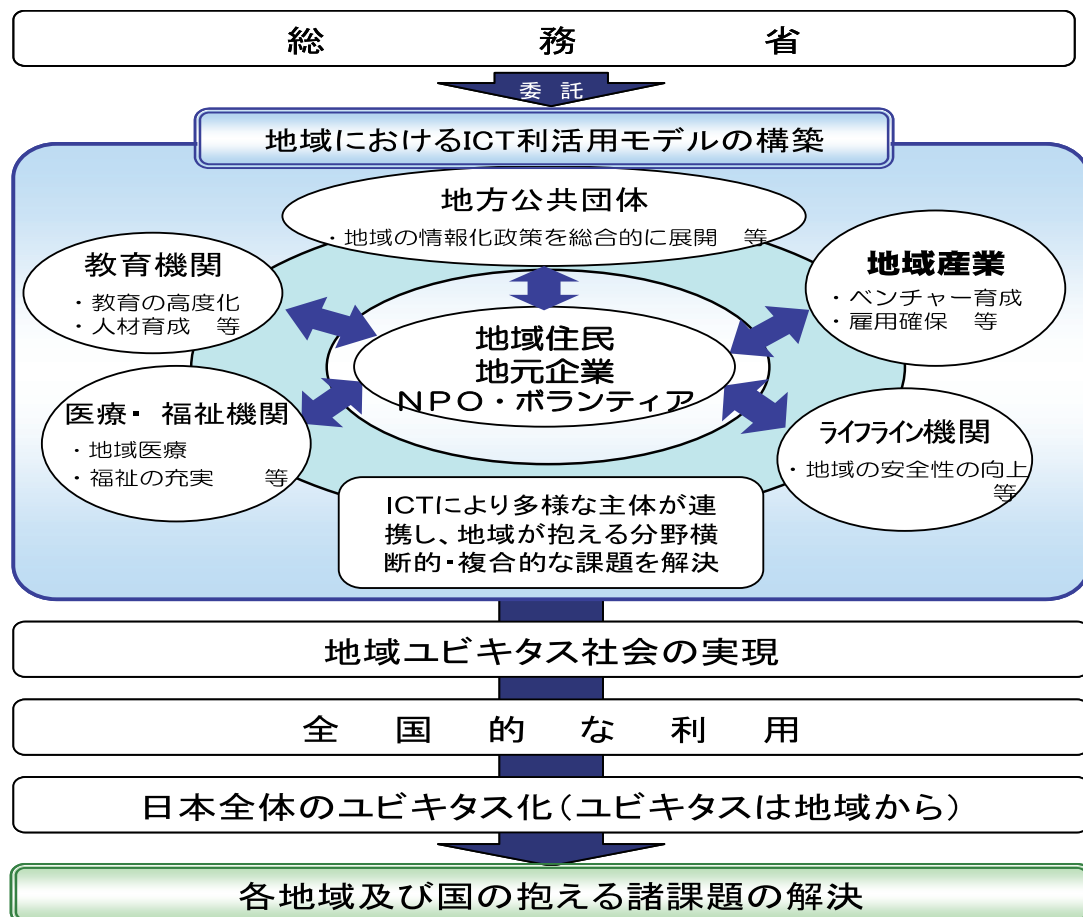 総務省
委託
地域におけるICT利活用モデルの構築
地方公共団体
・地域の情報化政策を総合的に展開　等
教育機関
・教育の高度化
・人材育成　等
地域産業
・ベンチャー育成
・雇用確保　等
地域住民
地元企業
NPO・ボランティア
医療・ 福祉機関
・地域医療
・福祉の充実　　等
ライフライン機関
・地域の安全性の向上
等
ICTにより多様な主体が連
携し、地域が抱える分野横
断的・複合的な課題を解決
地域ユビキタス社会の実現
全国的な利用
日本全体のユビキタス化（ユビキタスは地域から）
各地域及び国の抱える諸課題の解決